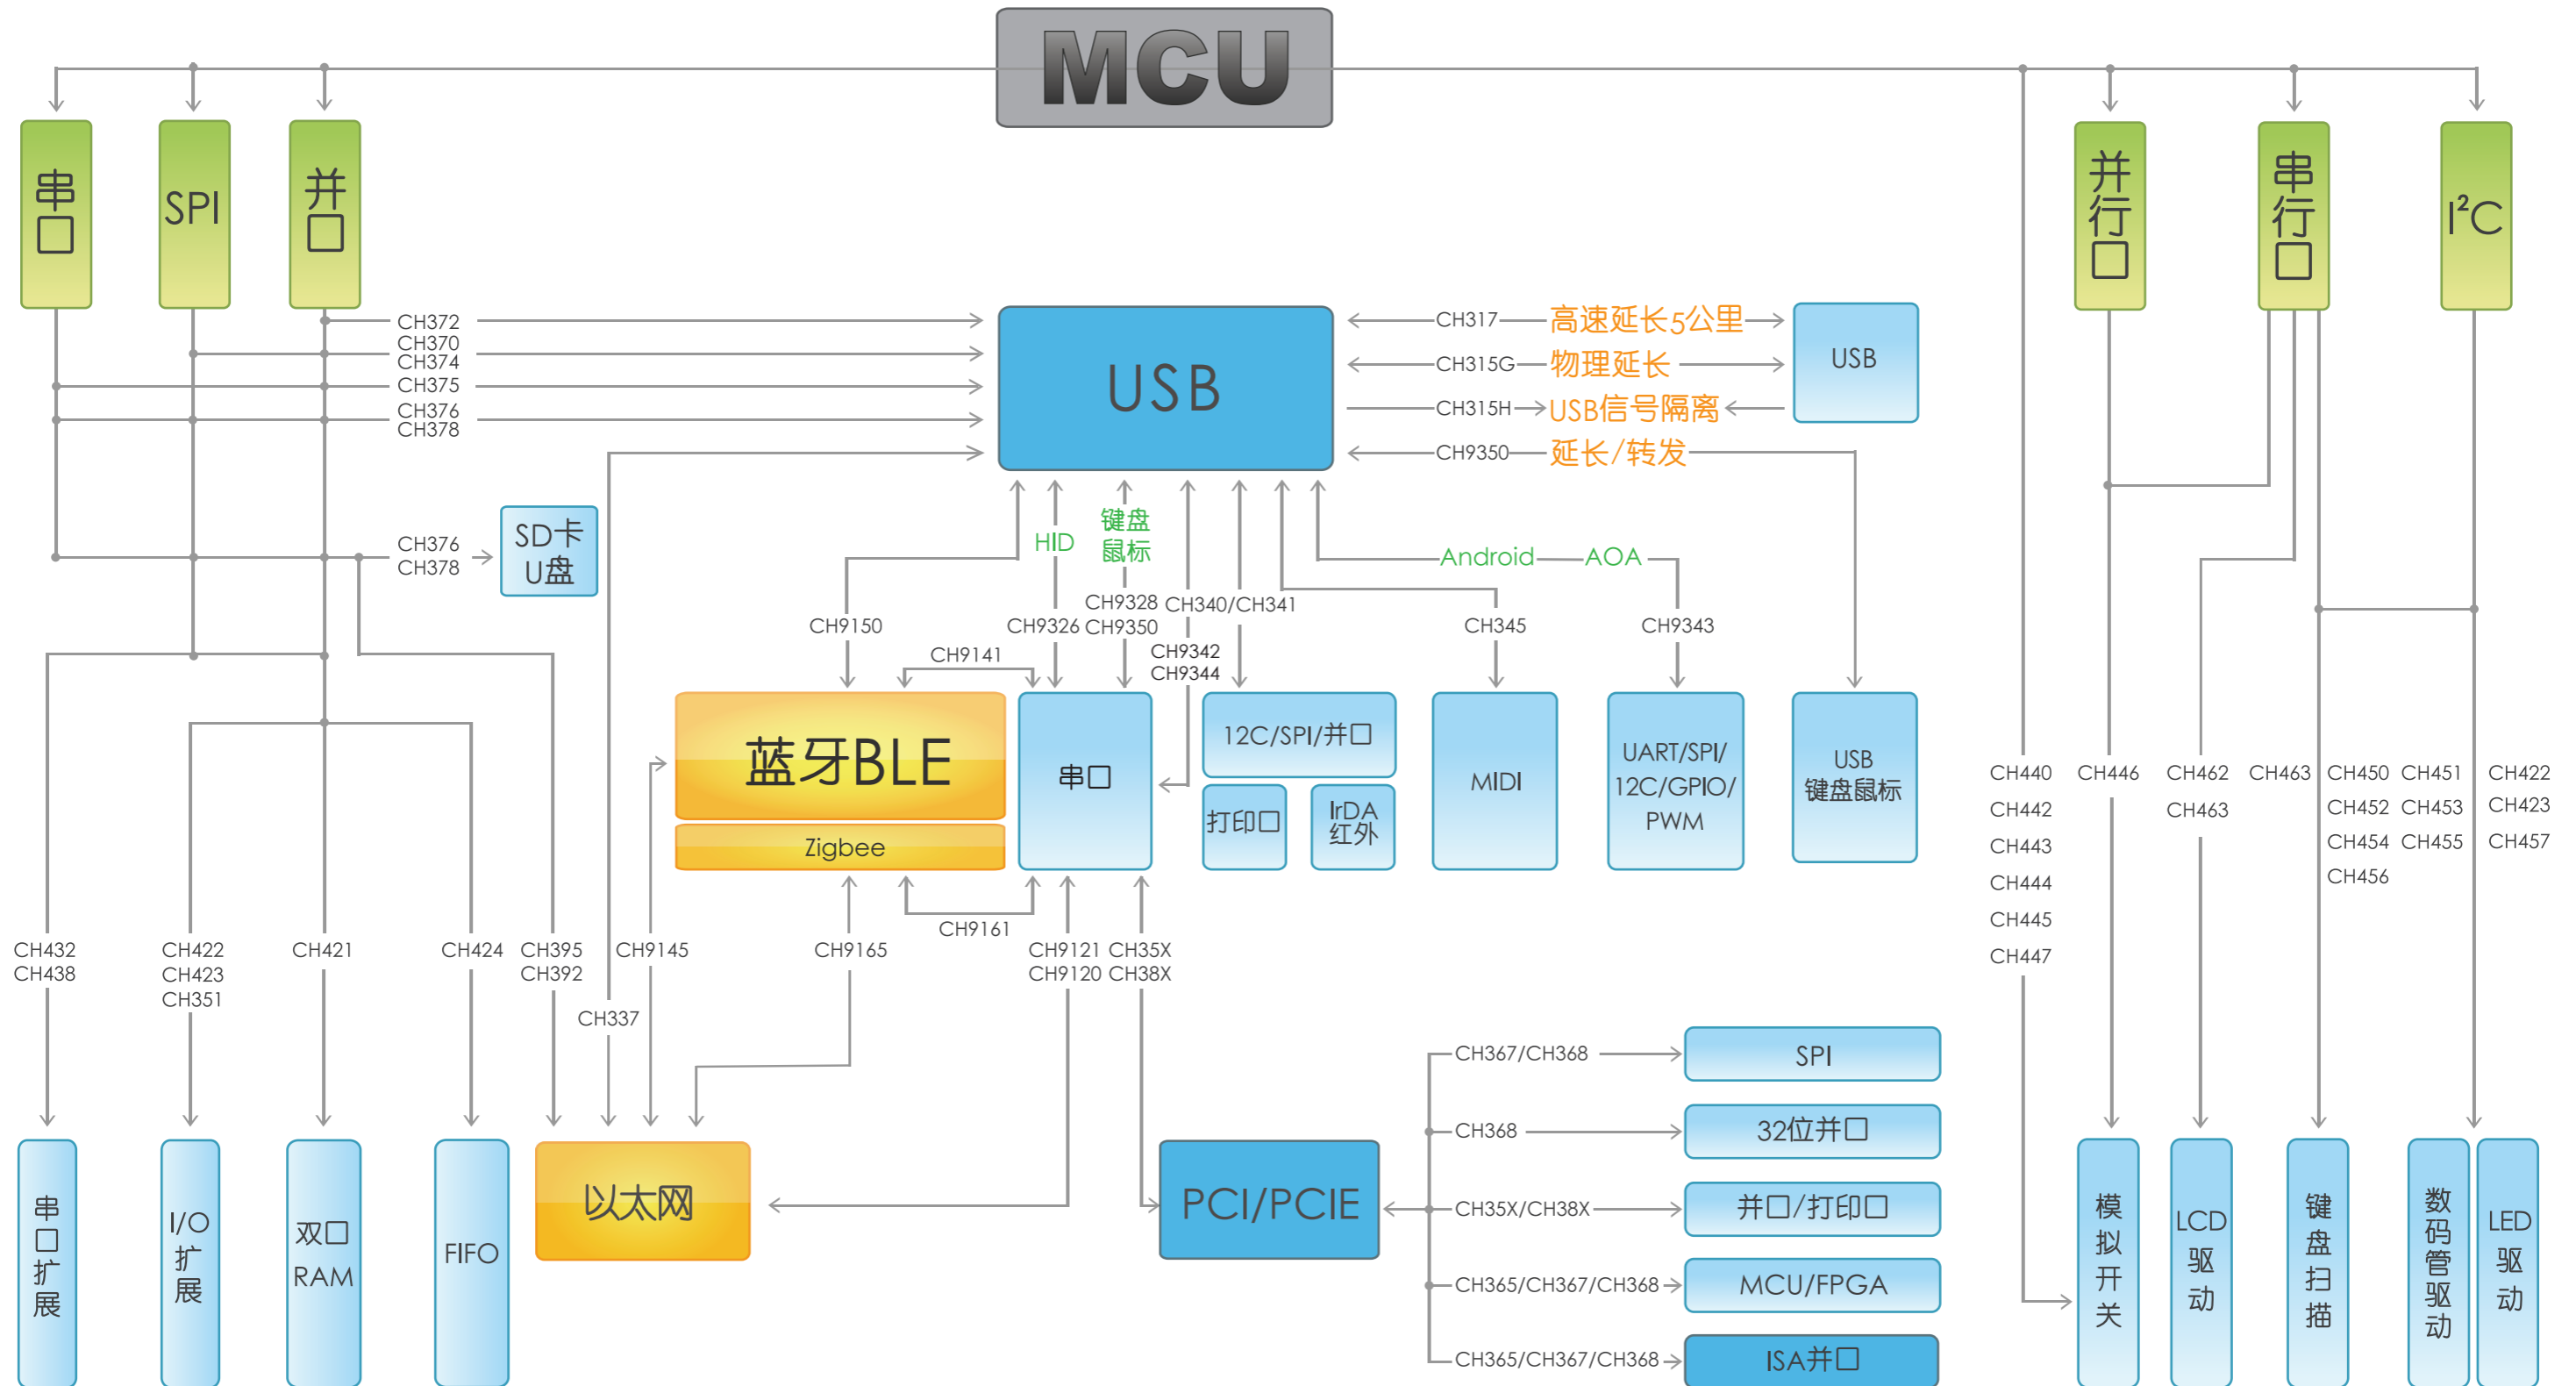 MCU
串口
SPI
并口
并行口
串行口
I²C
CH372
CH370
CH374
CH375
CH376
CH378
USB
CH317
高速延长5公里
CH315G
物理延长
CH315H
USB信号隔离
CH9350
延长/转发
USB
SD卡
U盘
CH376
CH378
HID
键盘
鼠标
Android
AOA
CH9150
CH9326
CH9328
CH9350
CH340/CH341
CH9342
CH9344
CH345
CH9343
CH9141
蓝牙BLE
Zigbee
串口
12C/SPI/并口
打印口
IrDA
红外
MIDI
UART/SPI/
12C/GPIO/
PWM
USB
键盘鼠标
CH440
CH442
CH443
CH444
CH445
CH447
CH446
CH462
CH463
CH463
CH450
CH452
CH454
CH456
CH451
CH453
CH455
CH422
CH423
CH457
CH432
CH438
CH422
CH423
CH351
CH421
CH424
CH395
CH392
CH337
CH9145
CH9165
CH9161
CH9121
CH9120
CH35X
CH38X
CH367/CH368
SPI
CH368
32位并口
CH35X/CH38X
并口/打印口
CH365/CH367/CH368
MCU/FPGA
CH365/CH367/CH368
ISA并口
串口扩展
I/O
扩展
双口
RAM
FIFO
以太网
PCI/PCIE
模拟开关
LCD
驱动
键盘扫描
数码管驱动
LED
驱动